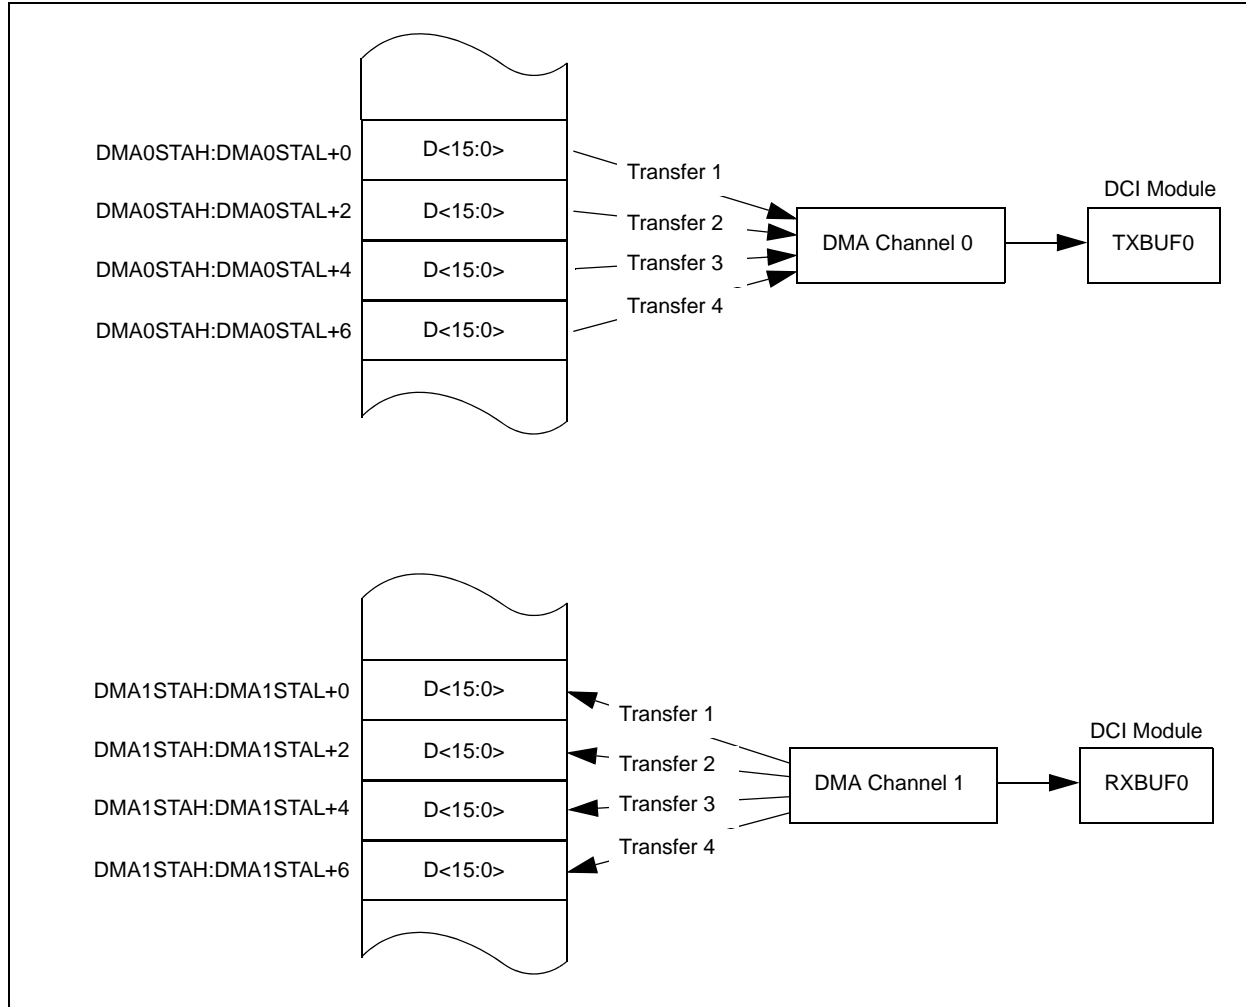 DMA0STAH:DMA0STAL+0
D<15:0>
Transfer 1
DMA0STAH:DMA0STAL+2
D<15:0>
Transfer 2
DMA0STAH:DMA0STAL+4
D<15:0>
Transfer 3
DMA0STAH:DMA0STAL+6
D<15:0>
Transfer 4
DMA Channel 0
DCI Module
TXBUF0
DMA1STAH:DMA1STAL+0
D<15:0>
Transfer 1
DMA1STAH:DMA1STAL+2
D<15:0>
Transfer 2
DMA1STAH:DMA1STAL+4
D<15:0>
Transfer 3
DMA1STAH:DMA1STAL+6
D<15:0>
Transfer 4
DMA Channel 1
DCI Module
RXBUF0